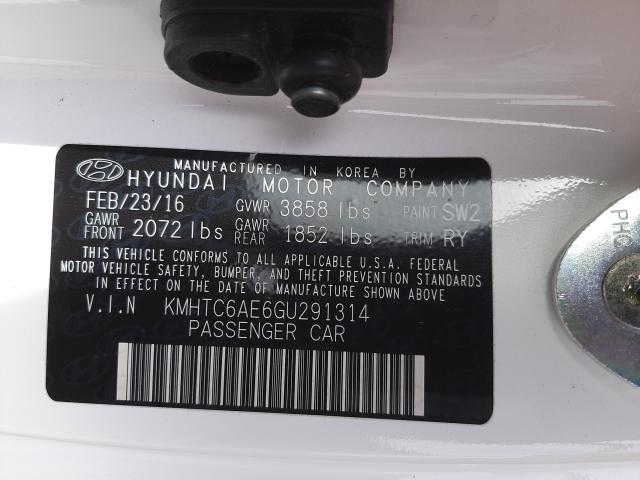 MANUFACTURED IN KOREA BY
HYUNDAI MOTOR COMPANY
FEB/23/16 GVWR 3858 lbs PAINT SW2
GAWR FRONT 2072 lbs GAWR REAR 1852 lbs TRIM RY
THIS VEHICLE CONFORMS TO ALL APPLICABLE U.S.A. FEDERAL
MOTOR VEHICLE SAFETY, BUMPER, AND THEFT PREVENTION STANDARDS
IN EFFECT ON THE DATE OF MANUFACTURE SHOWN ABOVE.
V.I.N KMHTC6AE6GU291314
PASSENGER CAR
PHC